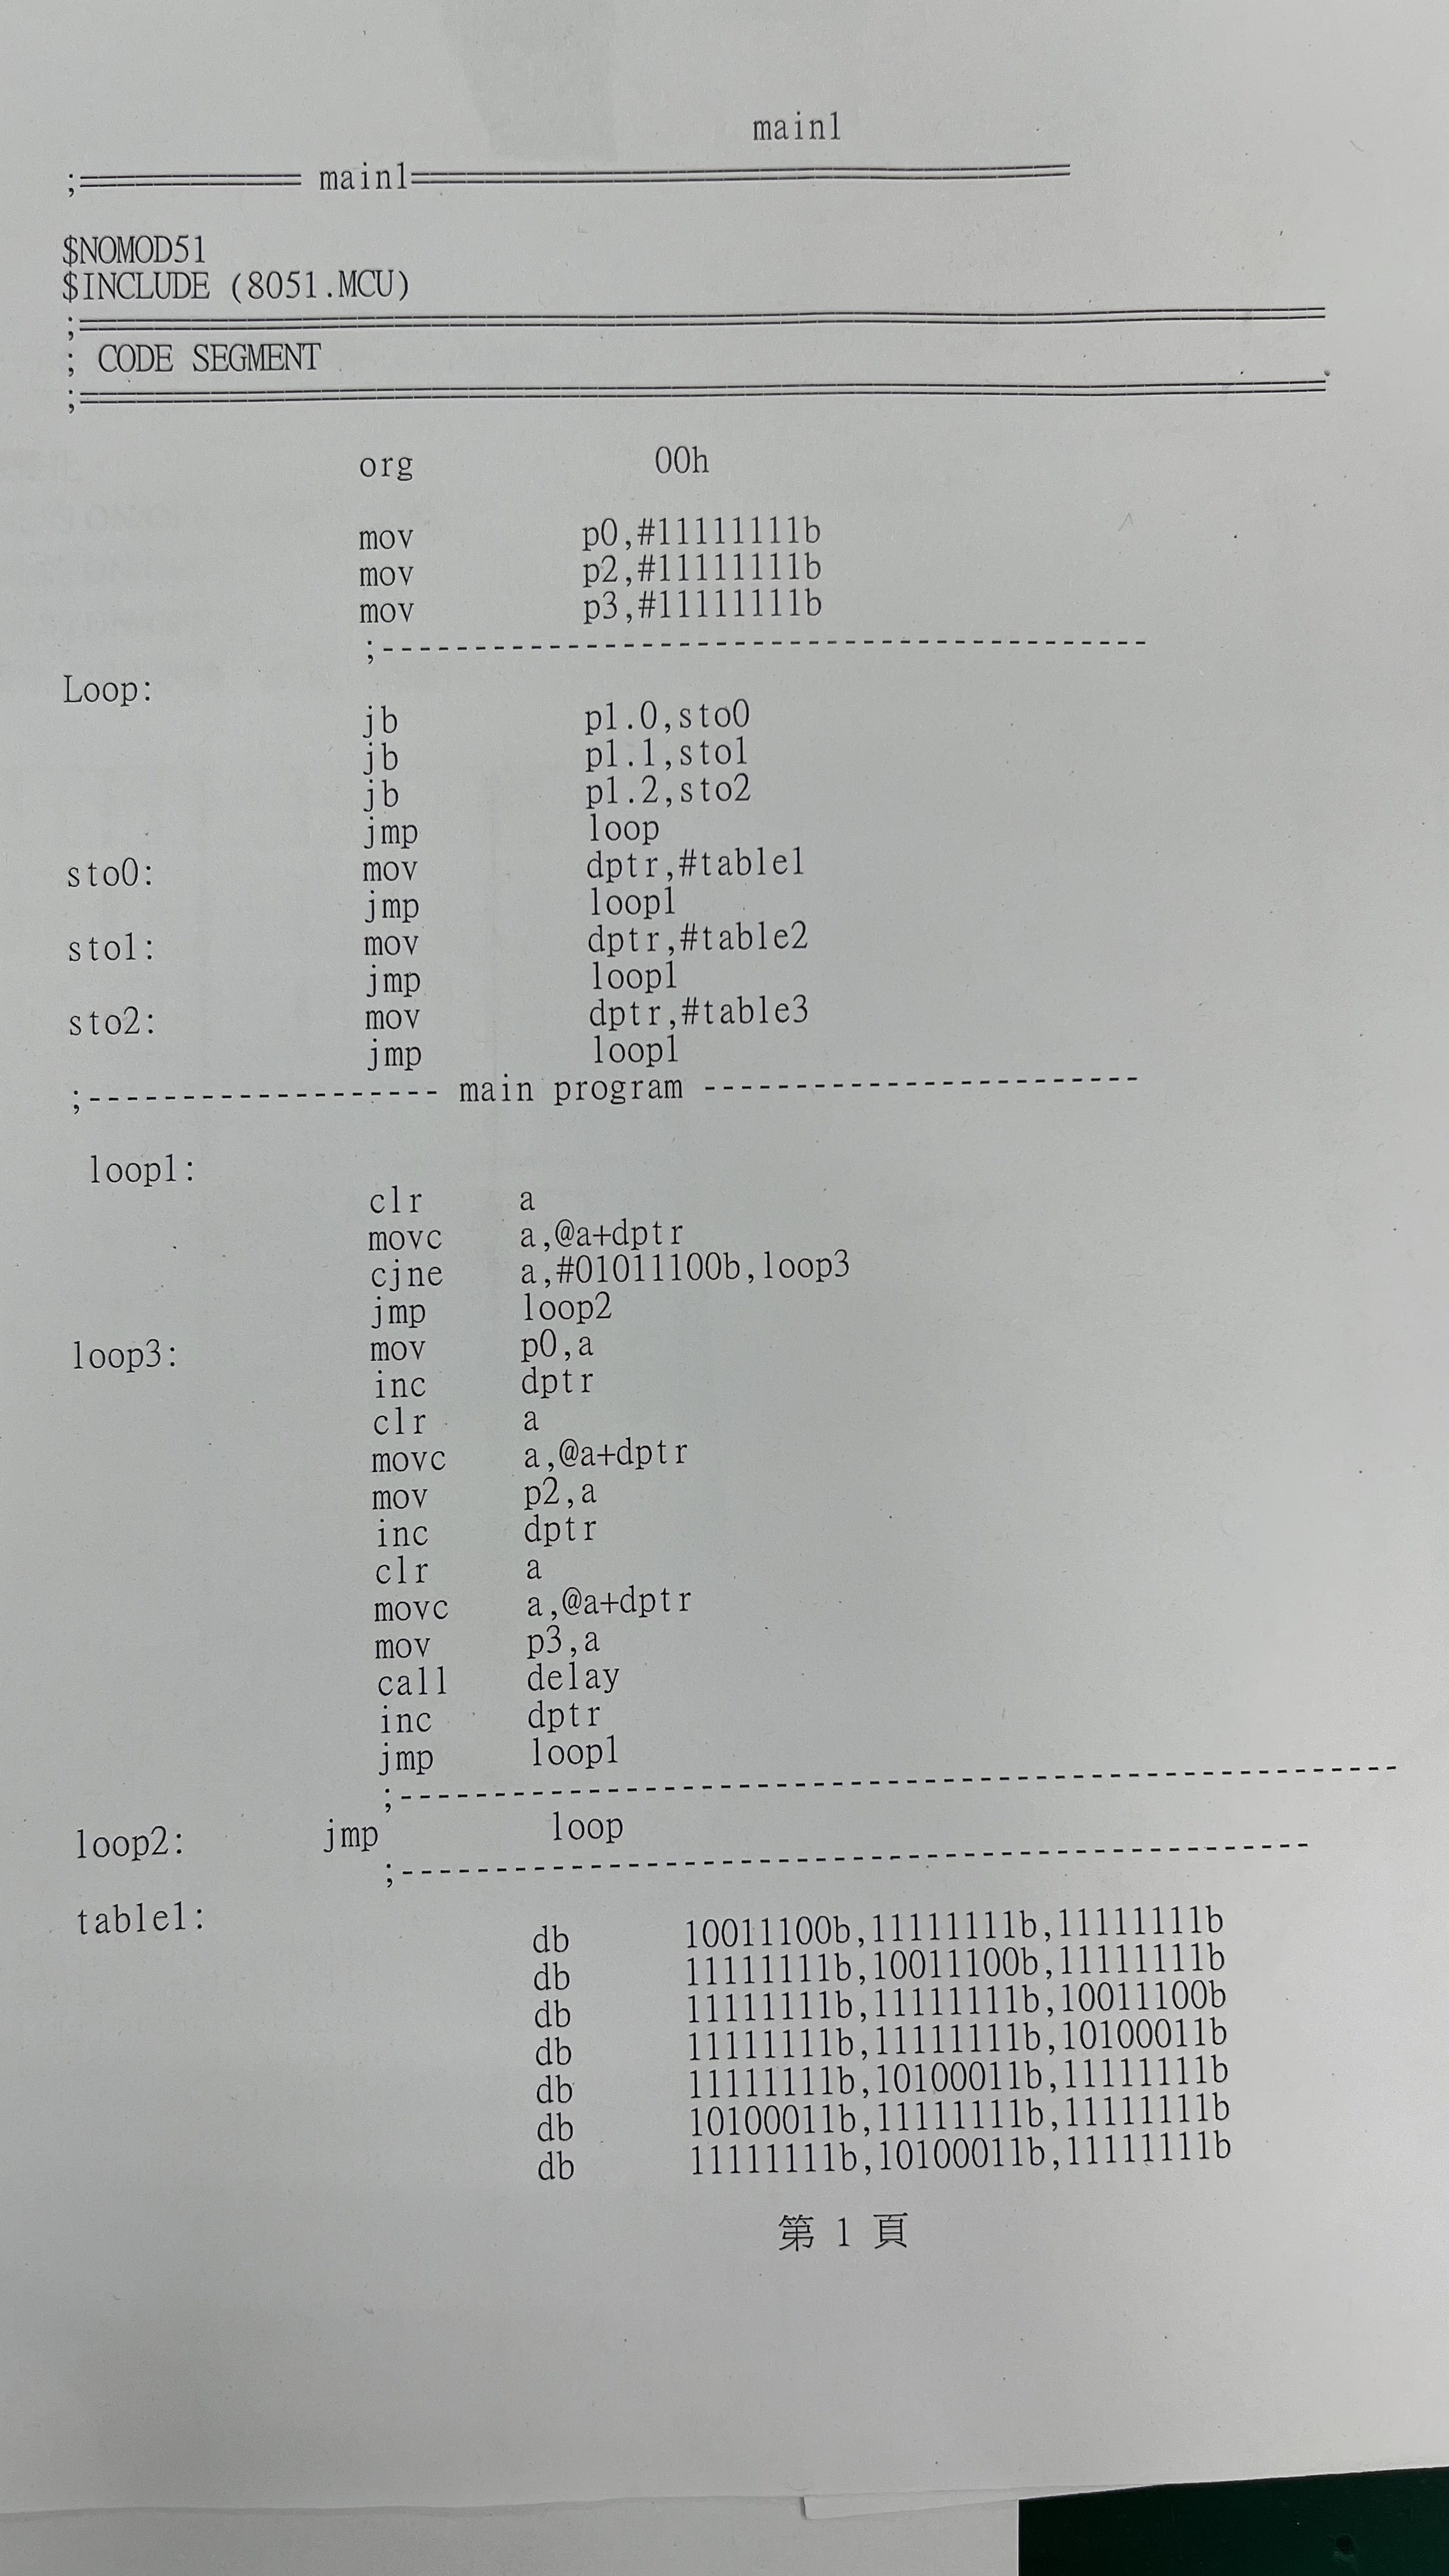 main1
;============ main1====================================
$NOMOD51
$INCLUDE (8051.MCU)
;====================================================================
; CODE SEGMENT
;====================================================================
org 00h
mov p0,#11111111b
mov p2,#11111111b
mov p3,#11111111b
;-----------------------------------------
Loop:
jb p1.0,sto0
jb p1.1,sto1
jb p1.2,sto2
jmp loop
sto0: mov dptr,#table1
jmp loop1
sto1: mov dptr,#table2
jmp loop1
sto2: mov dptr,#table3
jmp loop1
;------------------- main program ------------------------
loop1:
clr a
movc a,@a+dptr
cjne a,#01011100b,loop3
jmp loop2
loop3: mov p0,a
inc dptr
clr a
movc a,@a+dptr
mov p2,a
inc dptr
clr a
movc a,@a+dptr
mov p3,a
call delay
inc dptr
jmp loop1
;------------------------------------------------------
loop2: jmp loop
;-------------------------------------------------
table1:
db 10011100b,11111111b,11111111b
db 11111111b,10011100b,11111111b
db 11111111b,11111111b,10011100b
db 11111111b,11111111b,10100011b
db 11111111b,10100011b,11111111b
db 10100011b,11111111b,11111111b
db 11111111b,10100011b,11111111b
第 1 頁